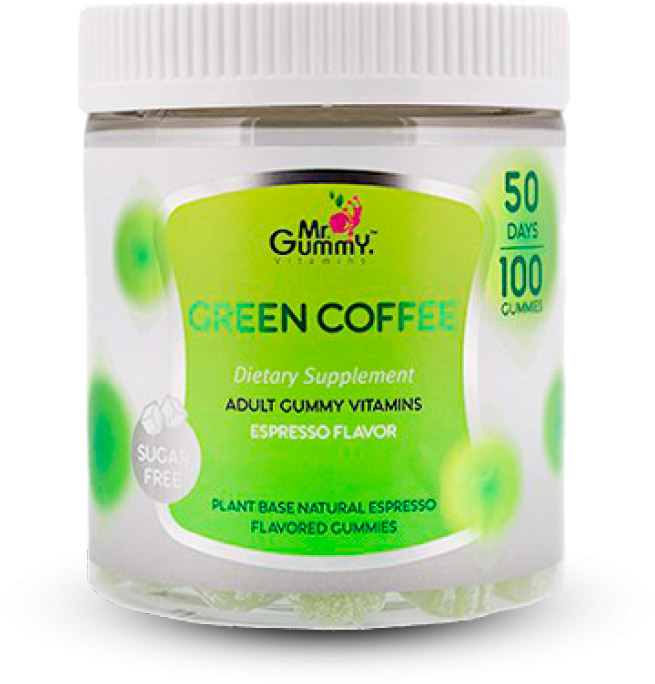 Mr.
GUMMY.™
Vitamins
GREEN COFFEE
Dietary Supplement
ADULT GUMMY VITAMINS
ESPRESSO FLAVOR
SUGAR
FREE
PLANT BASE NATURAL ESPRESSO
FLAVORED GUMMIES
50
DAYS
100
GUMMIES